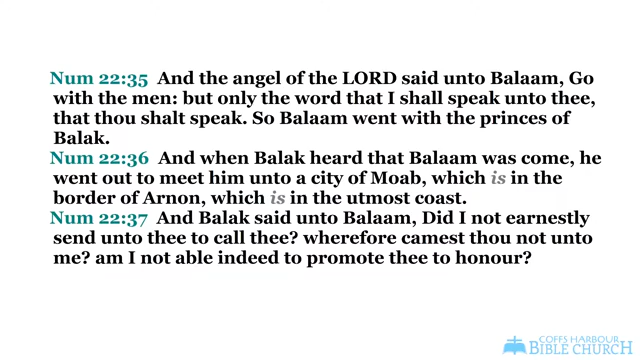 Num 22:35 And the angel of the LORD said unto Balaam, Go
with the men: but only the word that I shall speak unto thee,
that thou shalt speak. So Balaam went with the princes of
Balak.
Num 22:36 And when Balak heard that Balaam was come, he
went out to meet him unto a city of Moab, which is in the
border of Arnon, which is in the utmost coast.
Num 22:37 And Balak said unto Balaam, Did I not earnestly
send unto thee to call thee? wherefore camest thou not unto
me? am I not able indeed to promote thee to honour?
COFFS HARBOUR
BIBLE CHURCH